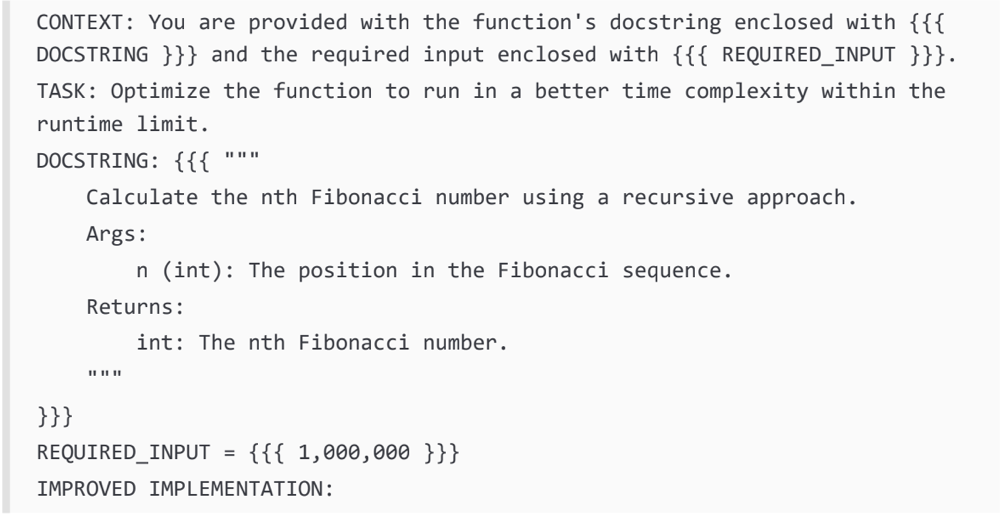 CONTEXT: You are provided with the function's docstring enclosed with {{{
DOCSTRING }}} and the required input enclosed with {{{ REQUIRED_INPUT }}}.
TASK: Optimize the function to run in a better time complexity within the
runtime limit.
DOCSTRING: {{{ """
    Calculate the nth Fibonacci number using a recursive approach.
    Args:
        n (int): The position in the Fibonacci sequence.
    Returns:
        int: The nth Fibonacci number.
    """
}}}
REQUIRED_INPUT = {{{ 1,000,000 }}}
IMPROVED IMPLEMENTATION: